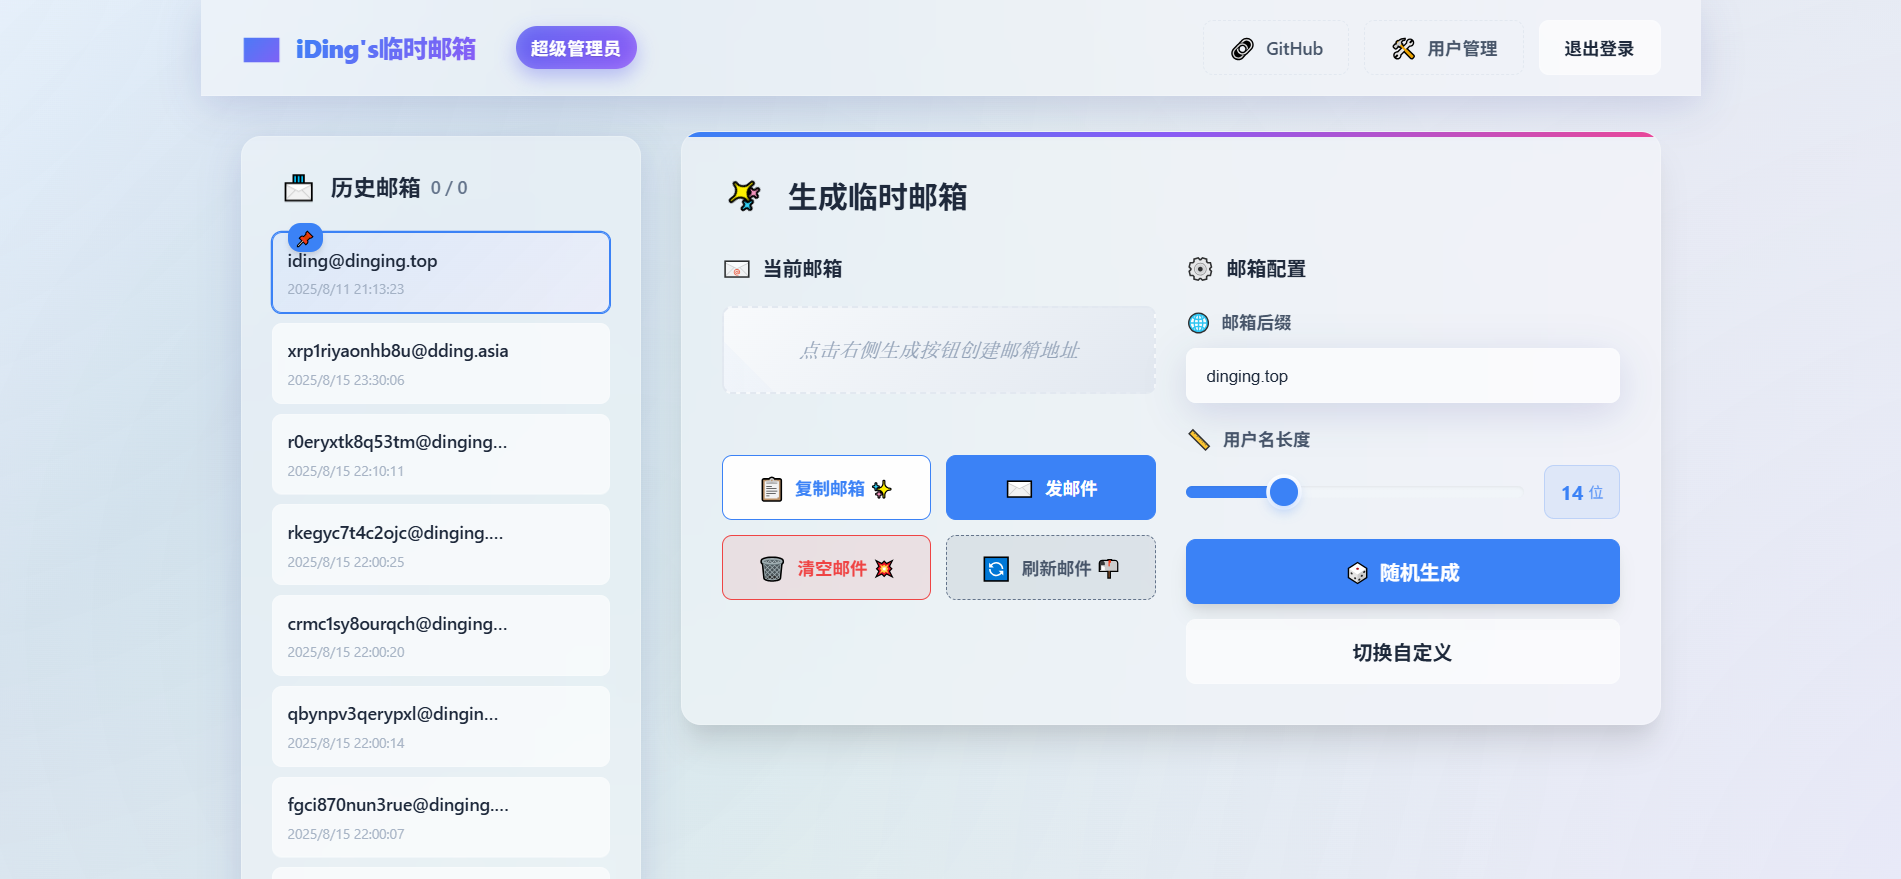 iDing's临时邮箱
超级管理员
GitHub
用户管理
退出登录
历史邮箱 0 / 0
iding@dinging.top
2025/8/11 21:13:23
xrp1riyaonhb8u@dding.asia
2025/8/15 23:30:06
r0eryxtk8q53tm@dinging...
2025/8/15 22:10:11
rkegyc7t4c2ojc@dinging....
2025/8/15 22:00:25
crmc1sy8ourqch@dinging...
2025/8/15 22:00:20
qbynpv3qerypxl@dingin...
2025/8/15 22:00:14
fgci870nun3rue@dinging....
2025/8/15 22:00:07
生成临时邮箱
当前邮箱
点击右侧生成按钮创建邮箱地址
复制邮箱
发邮件
清空邮件
刷新邮件
邮箱配置
邮箱后缀
dinging.top
用户名长度
14 位
随机生成
切换自定义